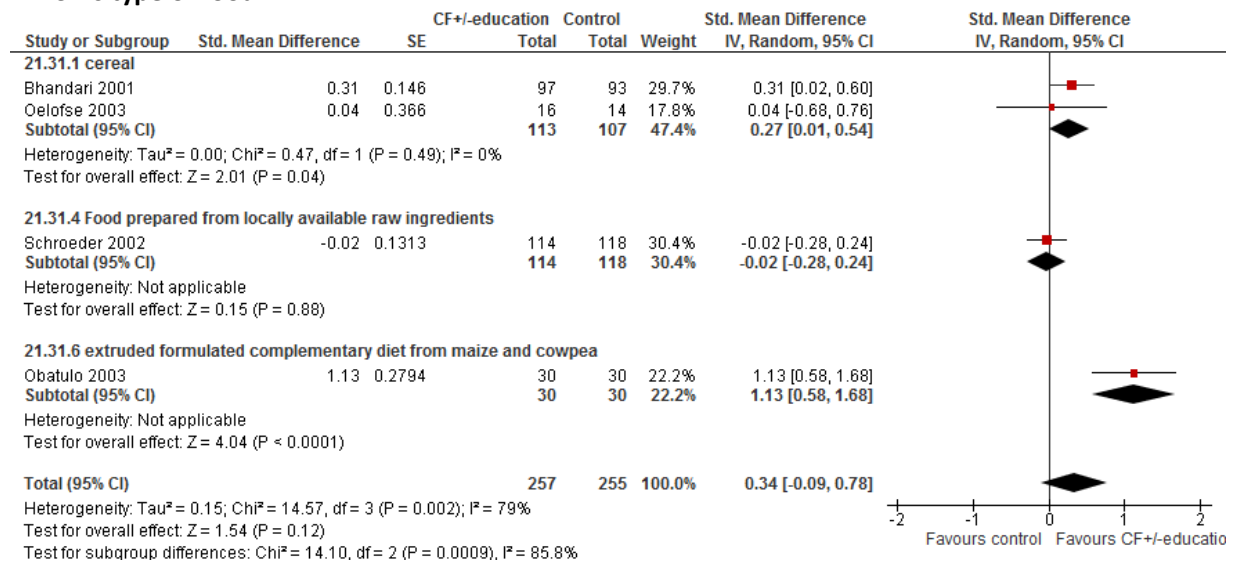 CF+/-education Control Std. Mean Difference Std. Mean Difference
Study or Subgroup Std. Mean Difference SE Total Total Weight IV, Random, 95% CI IV, Random, 95% CI
21.31.1 cereal
Bhandari 2001 0.31 0.146 97 93 29.7% 0.31 [0.02, 0.60]
Oelofse 2003 0.04 0.366 16 14 17.8% 0.04 [-0.68, 0.76]
Subtotal (95% CI) 113 107 47.4% 0.27 [0.01, 0.54]
Heterogeneity: Tau² = 0.00; Chi² = 0.47, df = 1 (P = 0.49); I² = 0%
Test for overall effect: Z = 2.01 (P = 0.04)
21.31.4 Food prepared from locally available raw ingredients
Schroeder 2002 -0.02 0.1313 114 118 30.4% -0.02 [-0.28, 0.24]
Subtotal (95% CI) 114 118 30.4% -0.02 [-0.28, 0.24]
Heterogeneity: Not applicable
Test for overall effect: Z = 0.15 (P = 0.88)
21.31.6 extruded formulated complementary diet from maize and cowpea
Obatulo 2003 1.13 0.2794 30 30 22.2% 1.13 [0.58, 1.68]
Subtotal (95% CI) 30 30 22.2% 1.13 [0.58, 1.68]
Heterogeneity: Not applicable
Test for overall effect: Z = 4.04 (P < 0.0001)
Total (95% CI) 257 255 100.0% 0.34 [-0.09, 0.78]
Heterogeneity: Tau² = 0.15; Chi² = 14.57, df = 3 (P = 0.002); I² = 79%
Test for overall effect: Z = 1.54 (P = 0.12)
Test for subgroup differences: Chi² = 14.10, df = 2 (P = 0.0009), I² = 85.8%
-2 -1 0 1 2
Favours control Favours CF+/-educatio